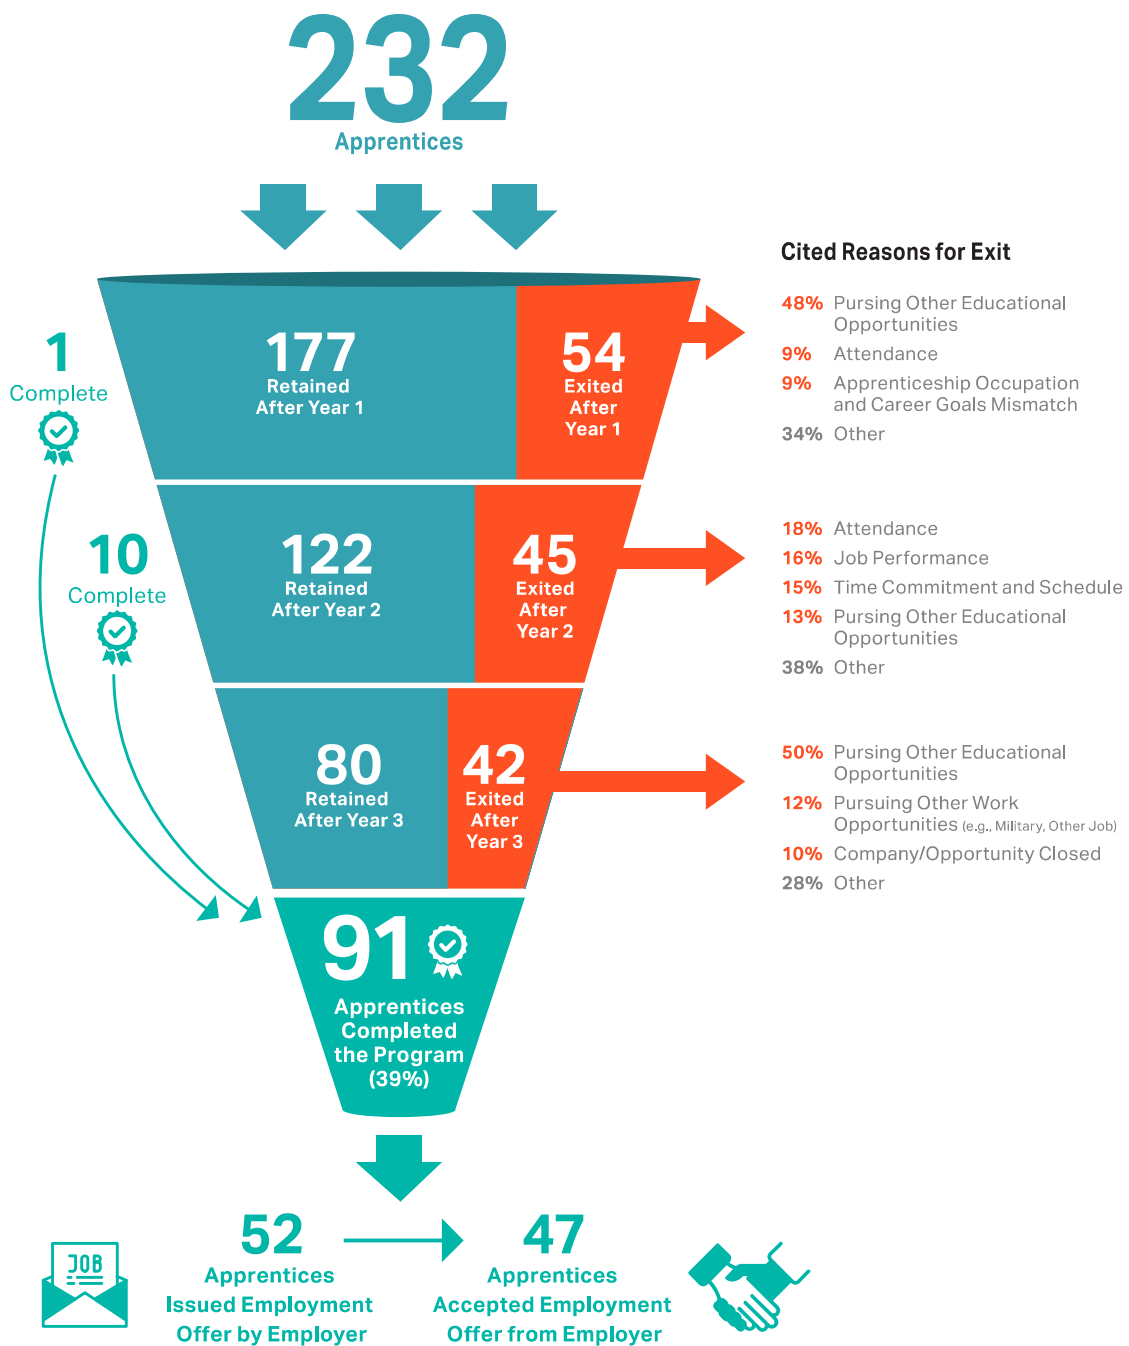 232
Apprentices
1
Complete
177
Retained
After Year 1
54
Exited
After
Year 1
Cited Reasons for Exit
48% Pursing Other Educational
Opportunities
9% Attendance
9% Apprenticeship Occupation
and Career Goals Mismatch
34% Other
10
Complete
122
Retained
After Year 2
45
Exited
After
Year 2
18% Attendance
16% Job Performance
15% Time Commitment and Schedule
13% Pursing Other Educational
Opportunities
38% Other
80
Retained
After Year 3
42
Exited
After
Year 3
50% Pursing Other Educational
Opportunities
12% Pursuing Other Work
Opportunities (e.g., Military, Other Job)
10% Company/Opportunity Closed
28% Other
91
Apprentices
Completed
the Program
(39%)
JOB
52
Apprentices
Issued Employment
Offer by Employer
47
Apprentices
Accepted Employment
Offer from Employer